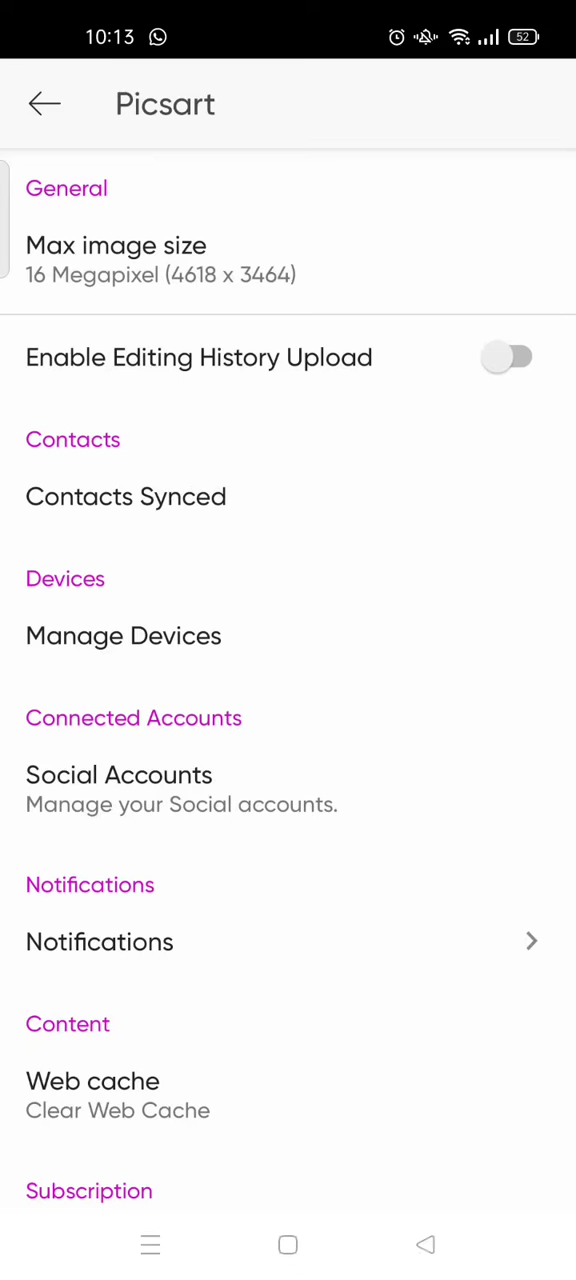 10:13
52
Picsart
General
Max image size
16 Megapixel (4618 x 3464)
Enable Editing History Upload
Contacts
Contacts Synced
Devices
Manage Devices
Connected Accounts
Social Accounts
Manage your Social accounts.
Notifications
Notifications
Content
Web cache
Clear Web Cache
Subscription